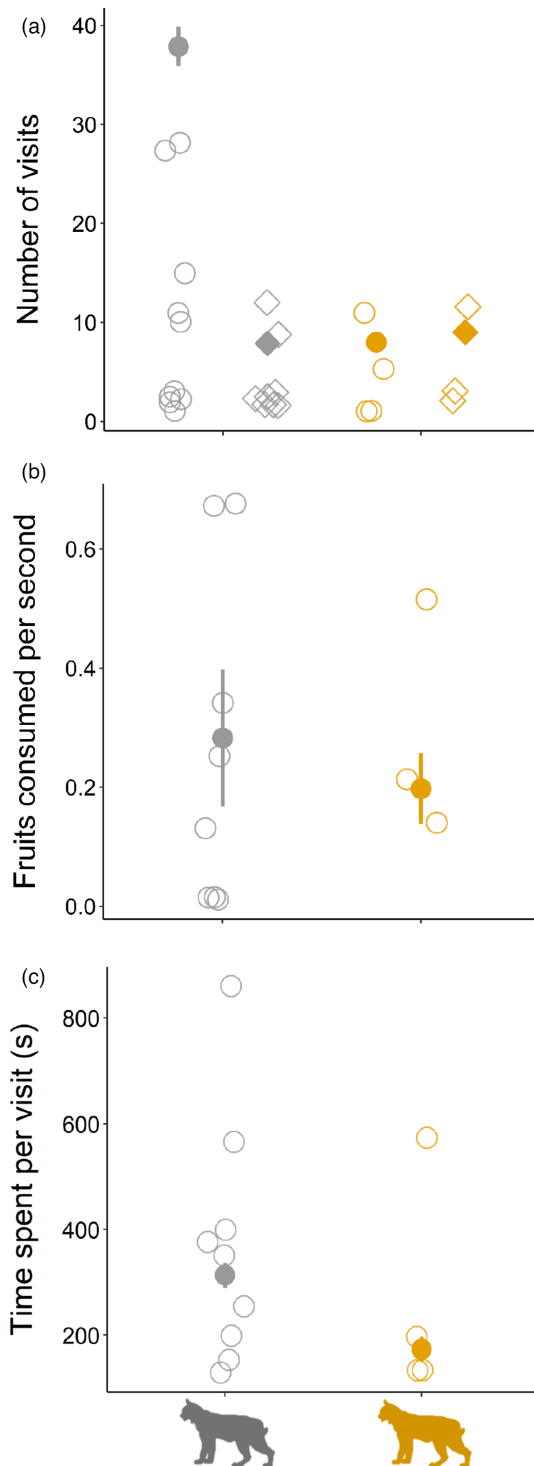 (a)
Number of visits
40
30
20
10
0
(b)
Fruits consumed per second
0.6
0.4
0.2
0.0
(c)
Time spent per visit (s)
800
600
400
200